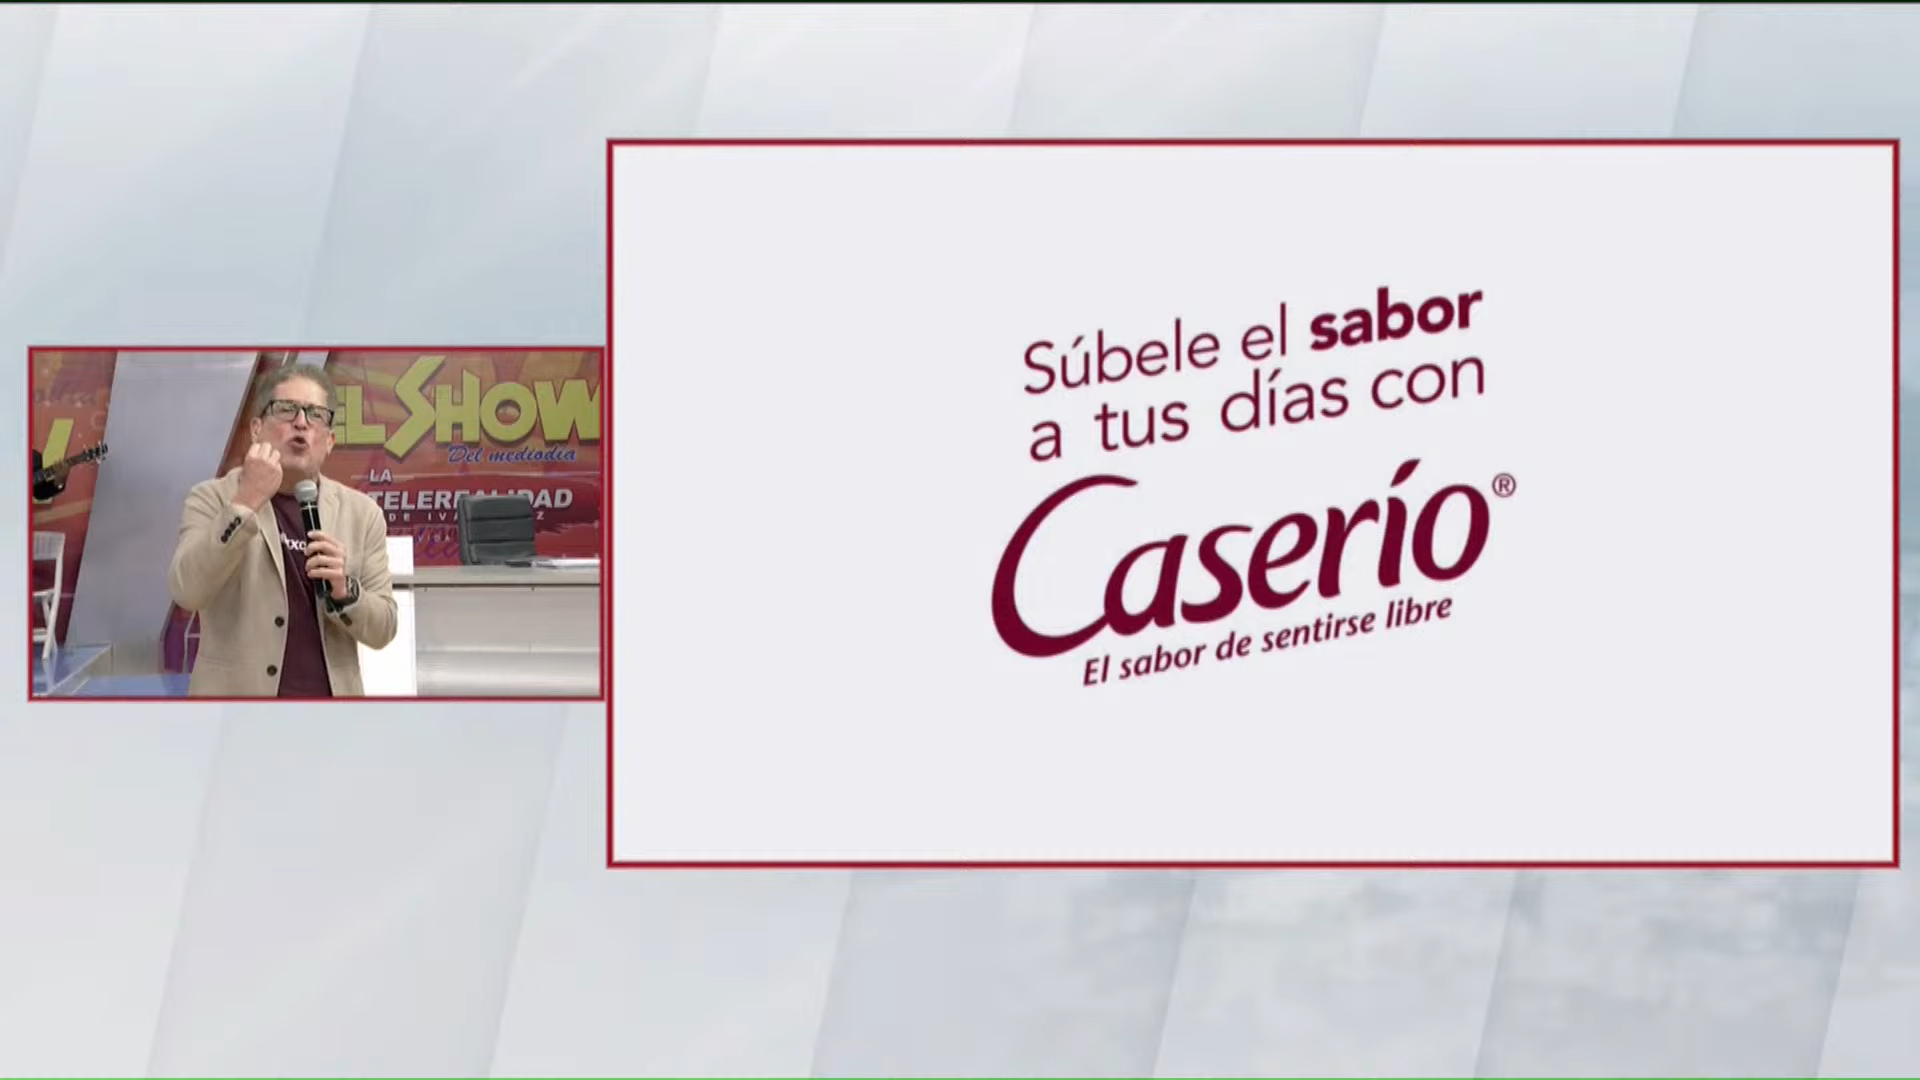 EL SHOW
Del mediodía
LA
TELEREALIDAD
Súbele el sabor
a tus días con
Caserío®
El sabor de sentirse libre